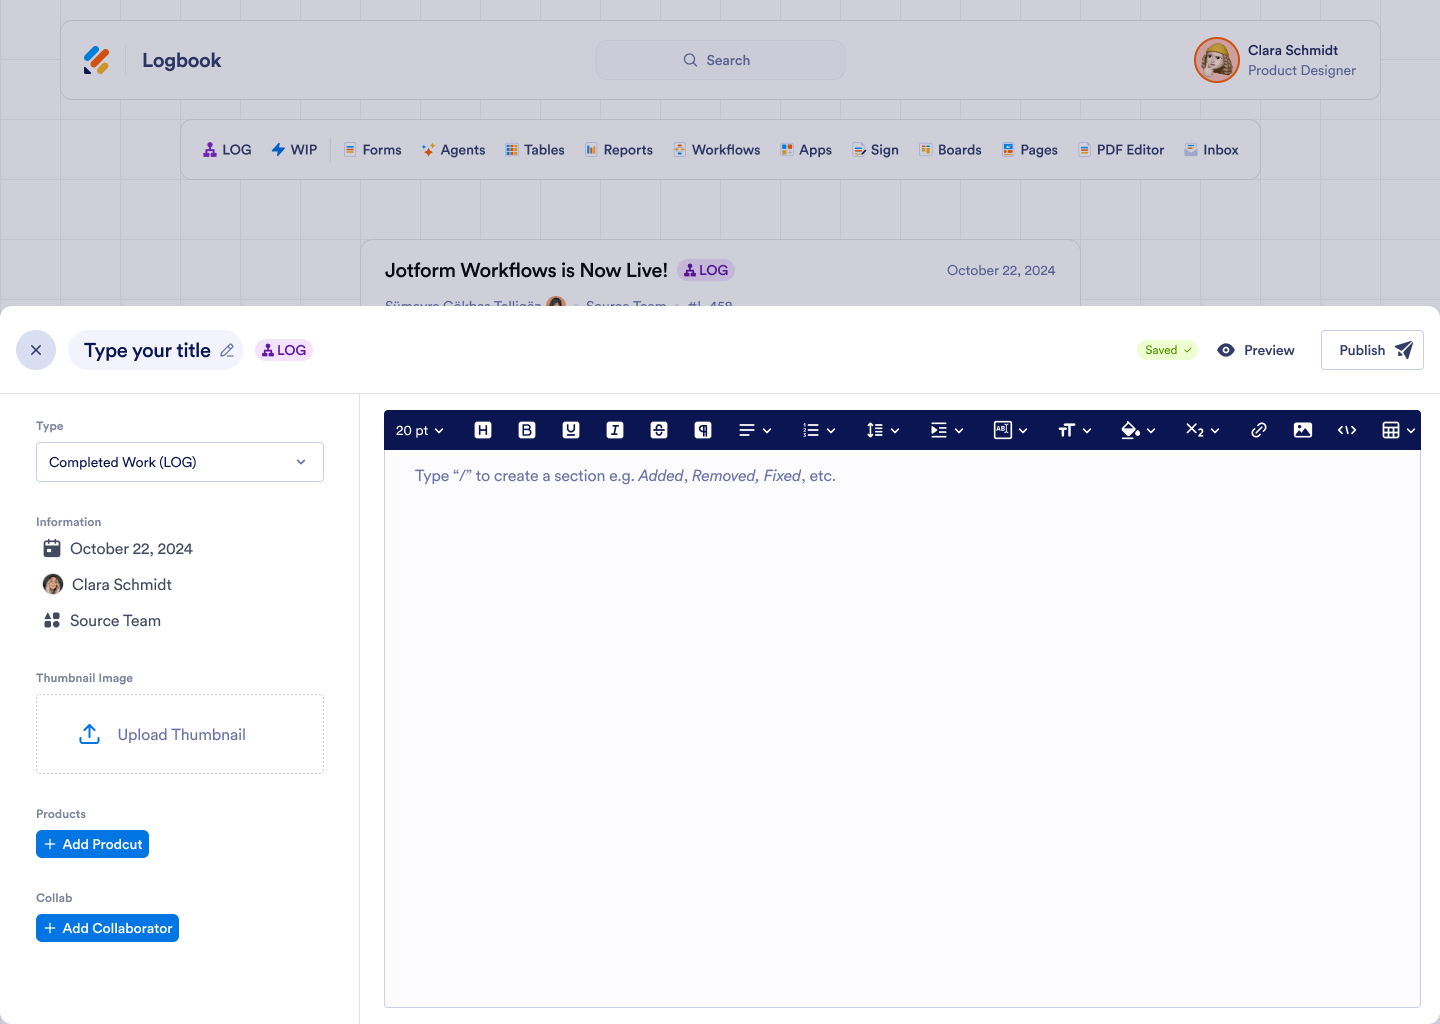 Logbook
Search
Clara Schmidt
Product Designer
LOG WIP Forms Agents Tables Reports Workflows Apps Sign Boards Pages PDF Editor Inbox
Jotform Workflows is Now Live! LOG October 22, 2024
Source Team
Type your title LOG Saved Preview Publish
Type
Completed Work (LOG)
Information
October 22, 2024
Clara Schmidt
Source Team
Thumbnail Image
Upload Thumbnail
Products
Add Prodcut
Collab
Add Collaborator
20 pt
Type “/” to create a section e.g. Added, Removed, Fixed, etc.